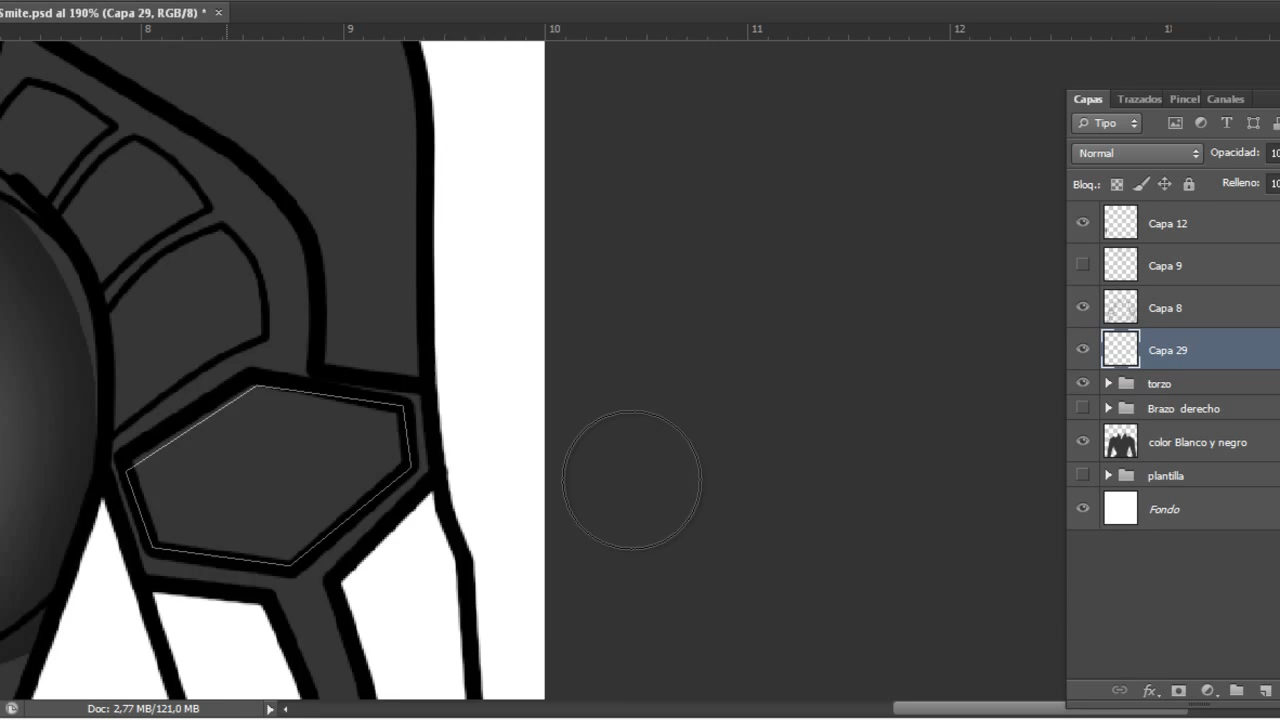 Smite.psd al 190% (Capa 29, RGB/8) * ×
8 9 10 11 12
Capas Trazados Pincel Canales
Tipo
Normal Opacidad: 10
Bloq.: Relleno: 10
Capa 12
Capa 9
Capa 8
Capa 29
torzo
Brazo derecho
color Blanco y negro
plantilla
Fondo
fx
Doc: 2,77 MB/121,0 MB